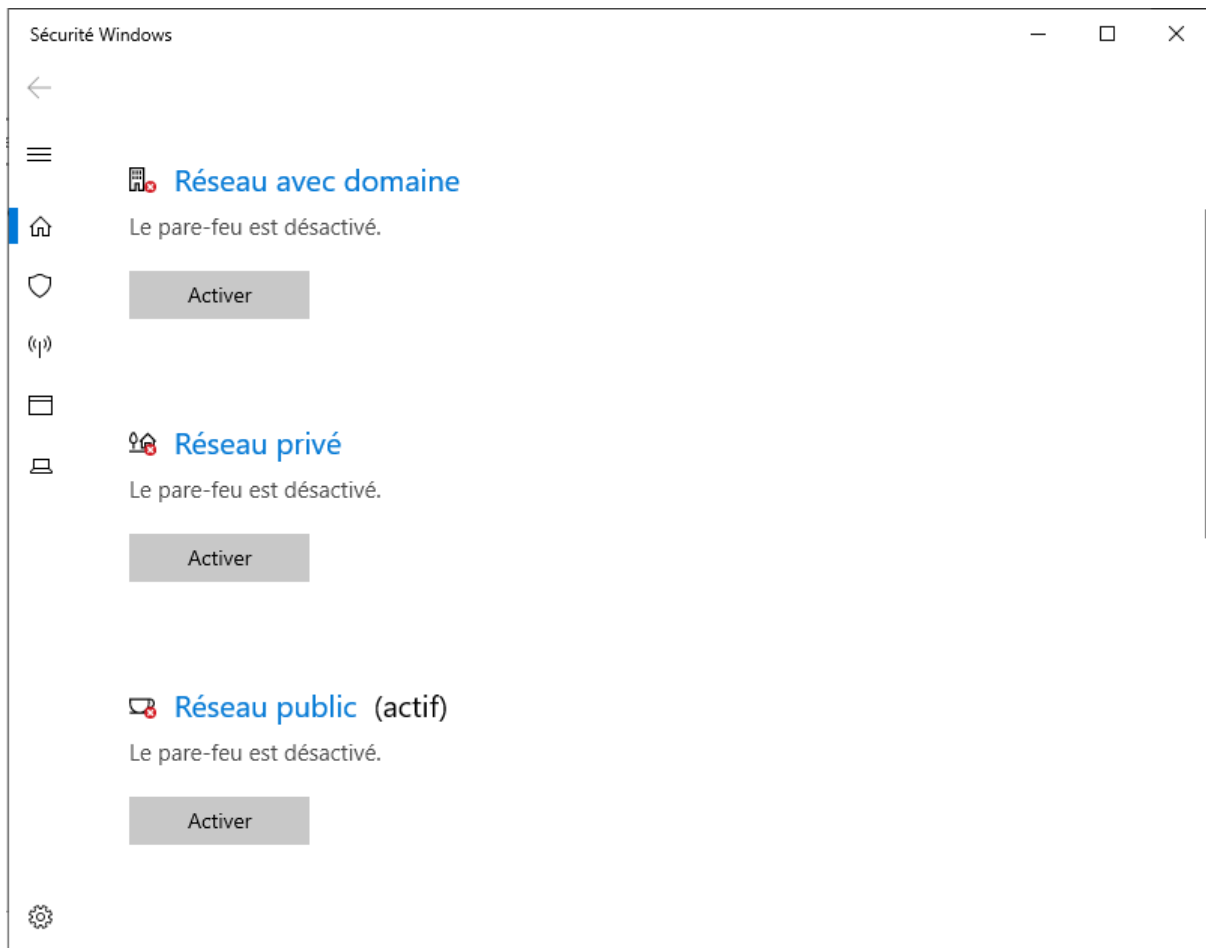 Sécurité Windows
Réseau avec domaine
Le pare-feu est désactivé.
Activer
Réseau privé
Le pare-feu est désactivé.
Activer
Réseau public (actif)
Le pare-feu est désactivé.
Activer